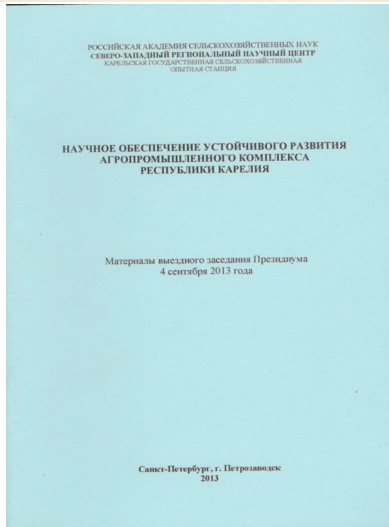 РОССИЙСКАЯ АКАДЕМИЯ СЕЛЬСКОХОЗЯЙСТВЕННЫХ НАУК
СЕВЕРО-ЗАПАДНЫЙ РЕГИОНАЛЬНЫЙ НАУЧНЫЙ ЦЕНТР
КАРЕЛЬСКАЯ ГОСУДАРСТВЕННАЯ СЕЛЬСКОХОЗЯЙСТВЕННАЯ
ОПЫТНАЯ СТАНЦИЯ
НАУЧНОЕ ОБЕСПЕЧЕНИЕ УСТОЙЧИВОГО РАЗВИТИЯ
АГРОПРОМЫШЛЕННОГО КОМПЛЕКСА
РЕСПУБЛИКИ КАРЕЛИЯ
Материалы выездного заседания Президиума
4 сентября 2013 года
Санкт-Петербург, г. Петрозаводск
2013